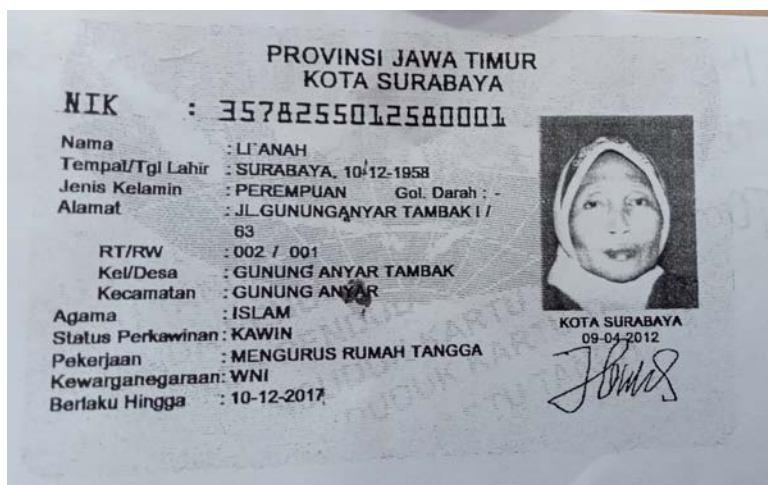 PROVINSI JAWA TIMUR
KOTA SURABAYA
NIK : 3578255012580001
Nama : LI'ANAH
Tempat/Tgl Lahir : SURABAYA, 10-12-1958
Jenis Kelamin : PEREMPUAN Gol. Darah : -
Alamat : JL.GUNUNGANYAR TAMBAK I /
63
RT/RW : 002 / 001
Kel/Desa : GUNUNG ANYAR TAMBAK
Kecamatan : GUNUNG ANYAR
Agama : ISLAM
Status Perkawinan : KAWIN
Pekerjaan : MENGURUS RUMAH TANGGA
Kewarganegaraan: WNI
Berlaku Hingga : 10-12-2017
KOTA SURABAYA
09-04-2012